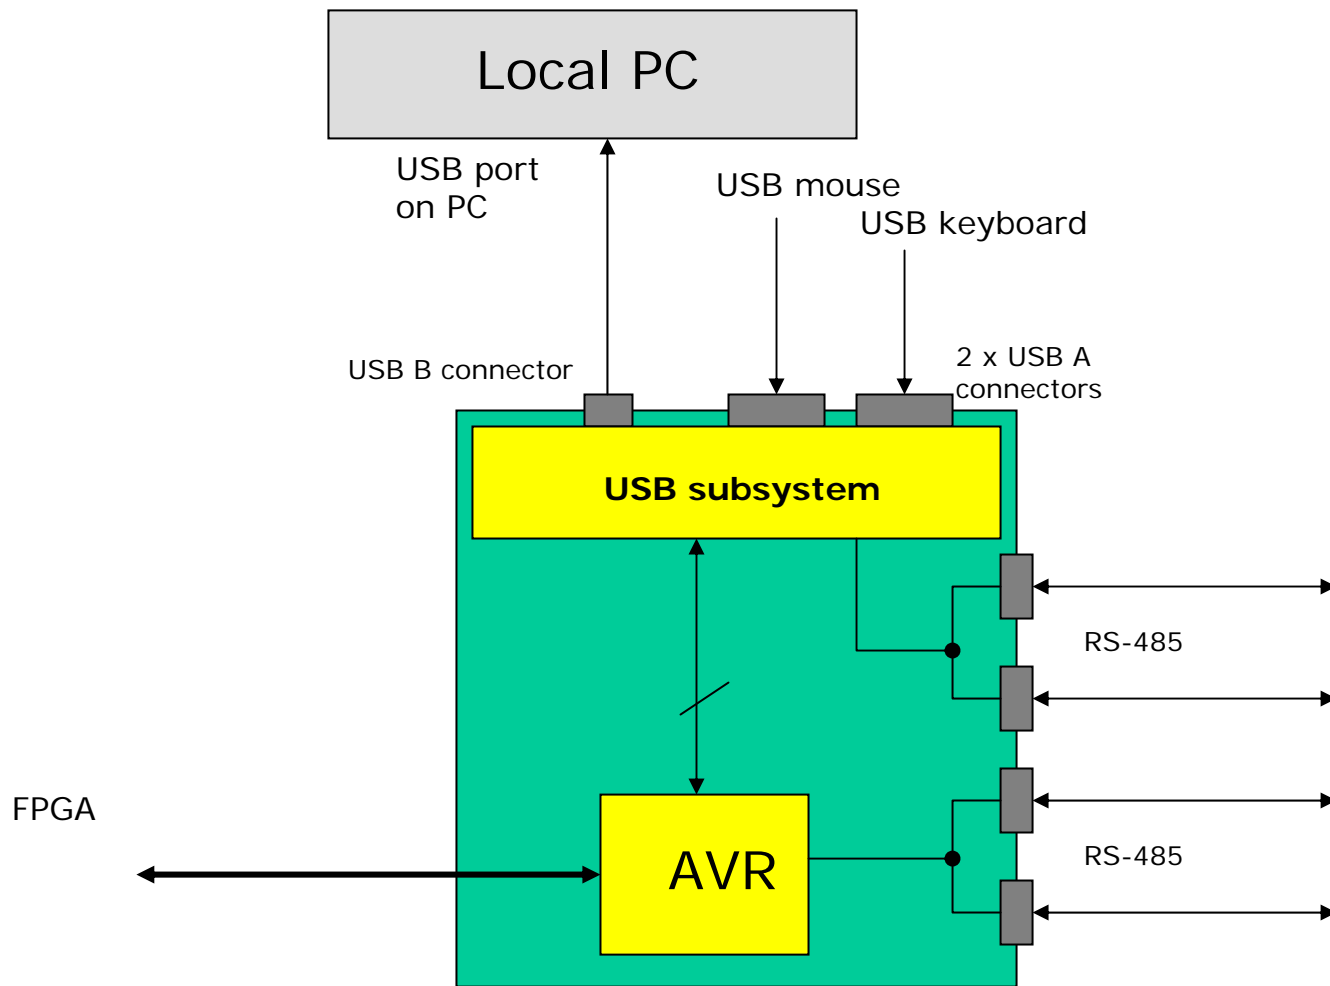 Local PC
USB port
on PC
USB mouse
USB keyboard
USB B connector
2 x USB A
connectors
USB subsystem
RS-485
FPGA
AVR
RS-485